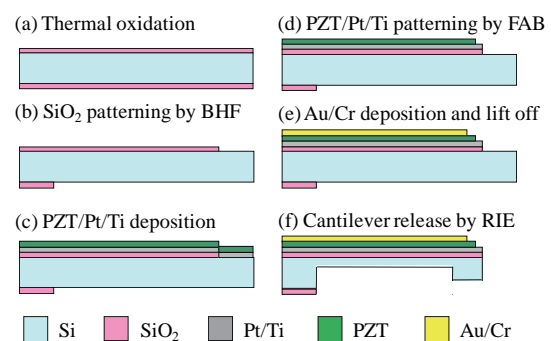 (a) Thermal oxidation
(b) SiO₂ patterning by BHF
(c) PZT/Pt/Ti deposition
(d) PZT/Pt/Ti patterning by FAB
(e) Au/Cr deposition and lift off
(f) Cantilever release by RIE
Si SiO₂ Pt/Ti PZT Au/Cr